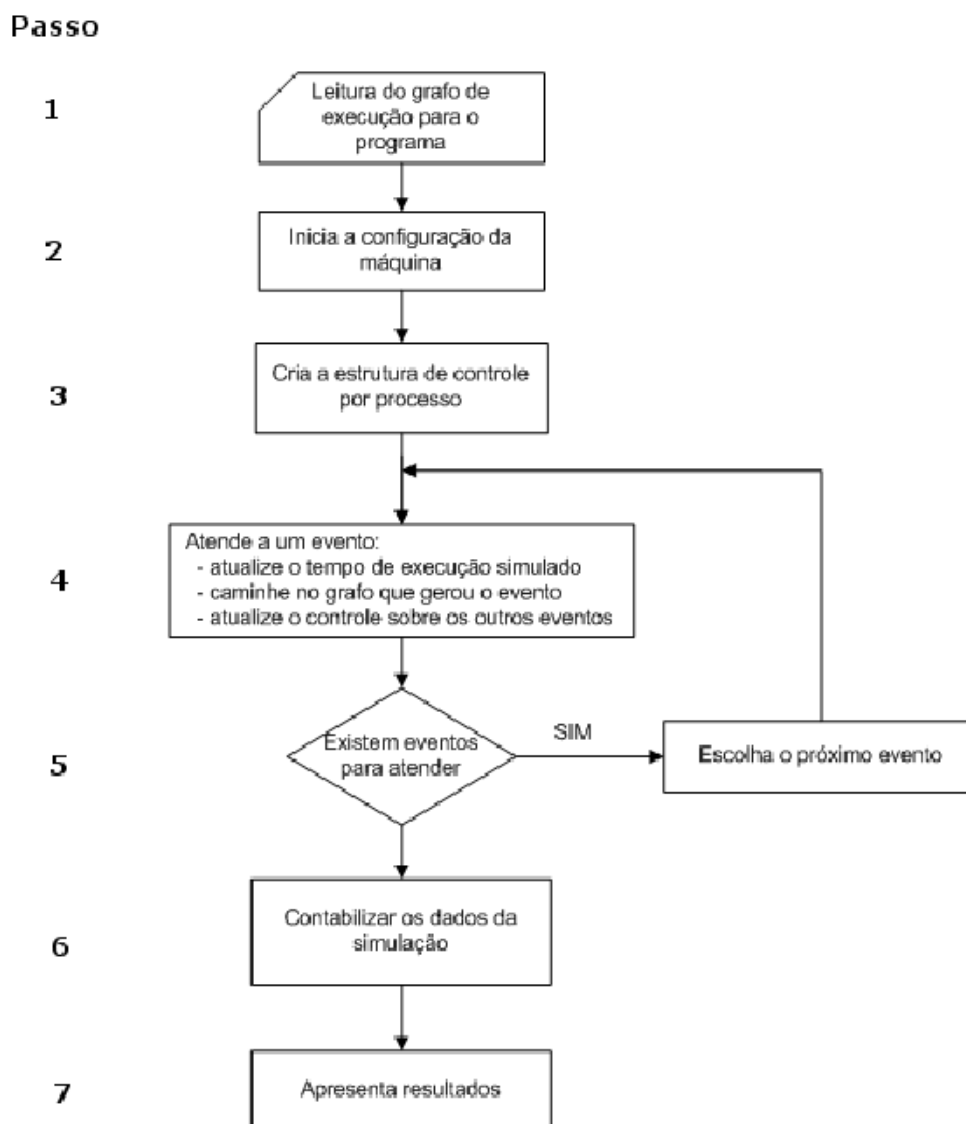 Passo
1
Leitura do grafo de
execução para o
programa
2
Inicia a configuração da
máquina
3
Cria a estrutura de controle
por processo
4
Atende a um evento:
- atualize o tempo de execução simulado
- caminhe no grafo que gerou o evento
- atualize o controle sobre os outros eventos
5
Existem eventos
para atender
SIM
Escolha o próximo evento
6
Contabilizar os dados da
simulação
7
Apresenta resultados